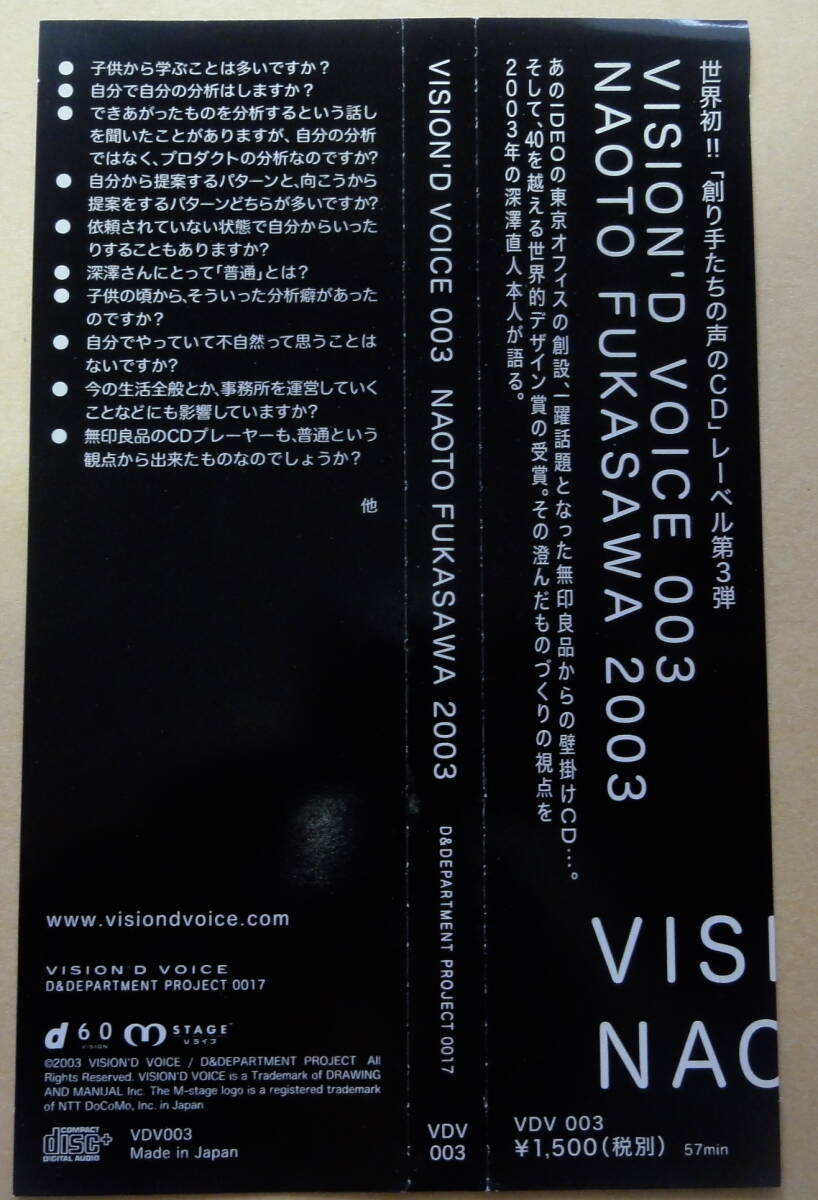 ● 子供から学ぶことは多いですか?
● 自分で自分の分析はしますか?
● できあがったものを分析するという話し
を聞いたことがありますが、自分の分析
ではなく、プロダクトの分析なのですか?
● 自分から提案するパターンと、向こうから
提案をするパターンどちらが多いですか?
● 依頼されていない状態で自分からいった
りすることもありますか?
● 深澤さんにとって「普通」とは?
● 子供の頃から、そういった分析癖があった
のですか?
● 自分でやっていて不自然って思うことは
ないですか?
● 今の生活全般とか、事務所を運営していく
ことなどにも影響していますか?
● 無印良品のCDプレーヤーも、普通という
観点から出来たものなのでしょうか?
他
www.visiondvoice.com
VISION'D VOICE
D&DEPARTMENT PROJECT 0017
d 60 VISION M STAGE™ Vライフ
©2003 VISION'D VOICE / D&DEPARTMENT PROJECT All
Rights Reserved. VISION'D VOICE is a Trademark of DRAWING
AND MANUAL Inc. The M-stage logo is a registered trademark
of NTT DoCoMo, Inc. in Japan
COMPACT disc+ DIGITAL AUDIO
VDV003
Made in Japan
VISION'D VOICE 003 NAOTO FUKASAWA 2003
D&DEPARTMENT PROJECT 0017
VDV
003
世界初!!「創り手たちの声のCD」レーベル第3弾
VISION'D VOICE 003
NAOTO FUKASAWA 2003
あのIDEOの東京オフィスの創設、一躍話題となった無印良品からの壁掛けCD…。
そして、40を越える世界的デザイン賞の受賞。その澄んだものづくりの視点を
2003年の深澤直人本人が語る。
VISI
NAO
VDV 003
¥1,500(税別) 57min